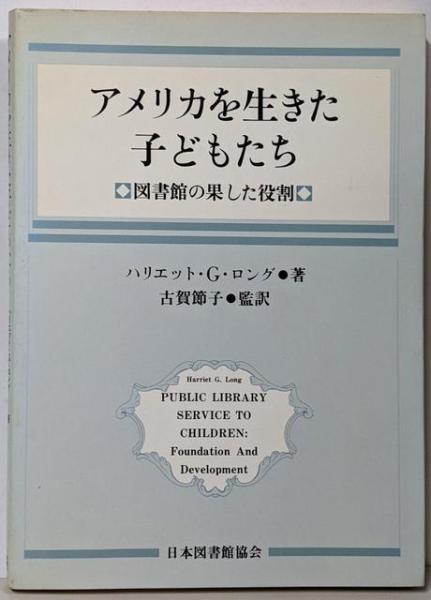 アメリカを生きた
子どもたち
◇図書館の果した役割◇
ハリエット・G・ロング●著
古賀節子●監訳
Harriet G. Long
PUBLIC LIBRARY
SERVICE TO
CHILDREN:
Foundation And
Development
日本図書館協会